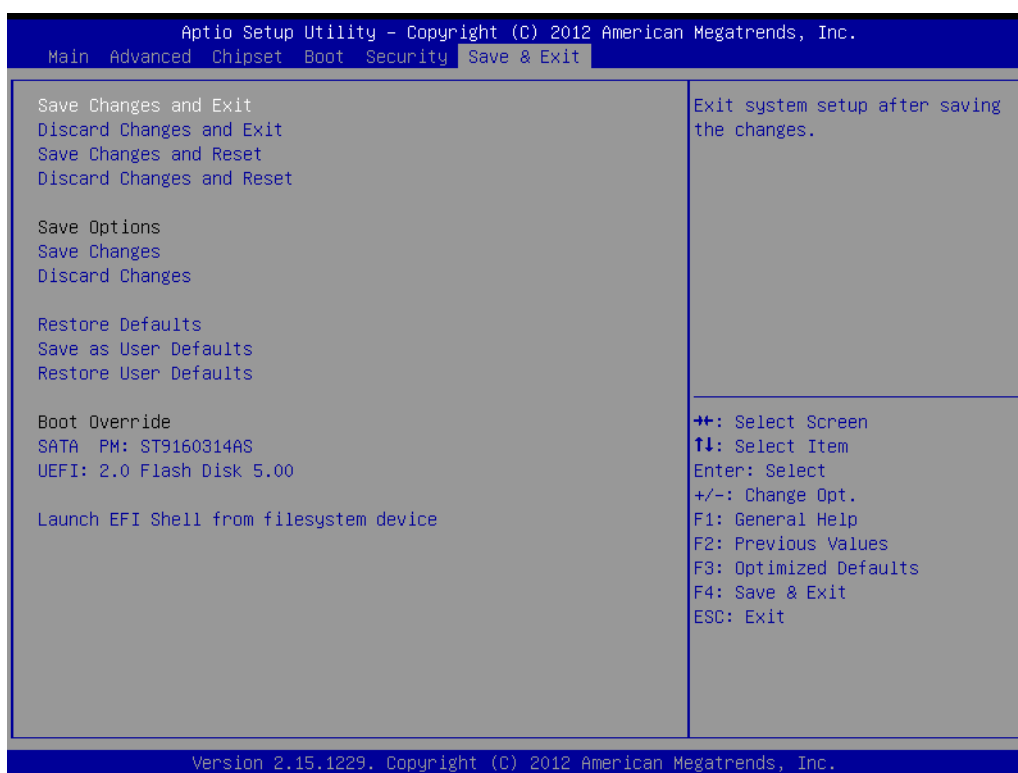 Aptio Setup Utility – Copyright (C) 2012 American Megatrends, Inc.
Main Advanced Chipset Boot Security Save & Exit
Save Changes and Exit
Discard Changes and Exit
Save Changes and Reset
Discard Changes and Reset
Save Options
Save Changes
Discard Changes
Restore Defaults
Save as User Defaults
Restore User Defaults
Boot Override
SATA PM: ST9160314AS
UEFI: 2.0 Flash Disk 5.00
Launch EFI Shell from filesystem device
Exit system setup after saving
the changes.
→←: Select Screen
↑↓: Select Item
Enter: Select
+/-: Change Opt.
F1: General Help
F2: Previous Values
F3: Optimized Defaults
F4: Save & Exit
ESC: Exit
Version 2.15.1229. Copyright (C) 2012 American Megatrends, Inc.